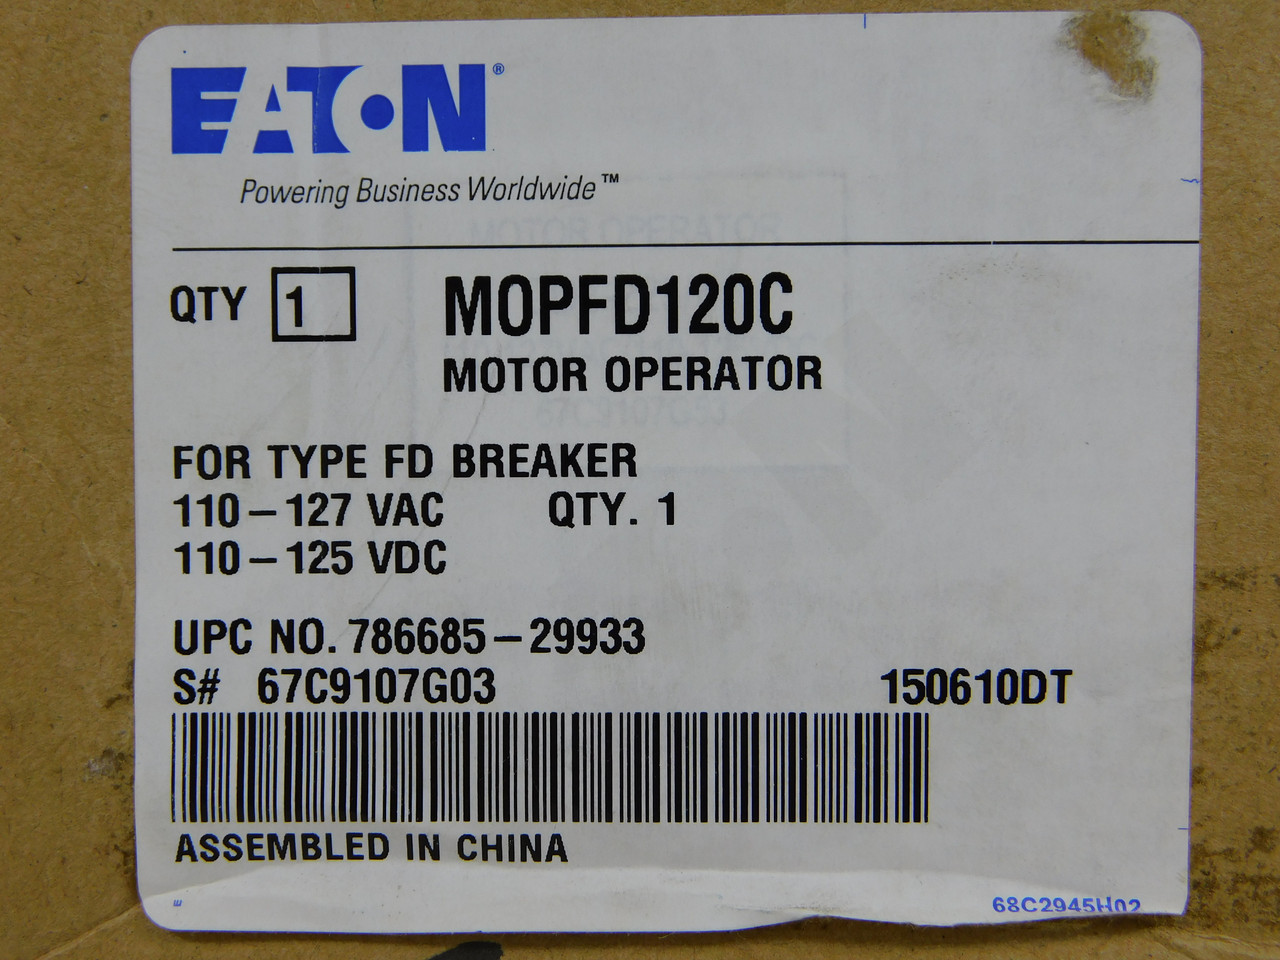 EATON®
Powering Business Worldwide™
QTY 1 MOPFD120C
MOTOR OPERATOR
FOR TYPE FD BREAKER
110-127 VAC QTY. 1
110-125 VDC
UPC NO. 786685-29933
S# 67C9107G03 150610DT
ASSEMBLED IN CHINA
E 68C2945H02